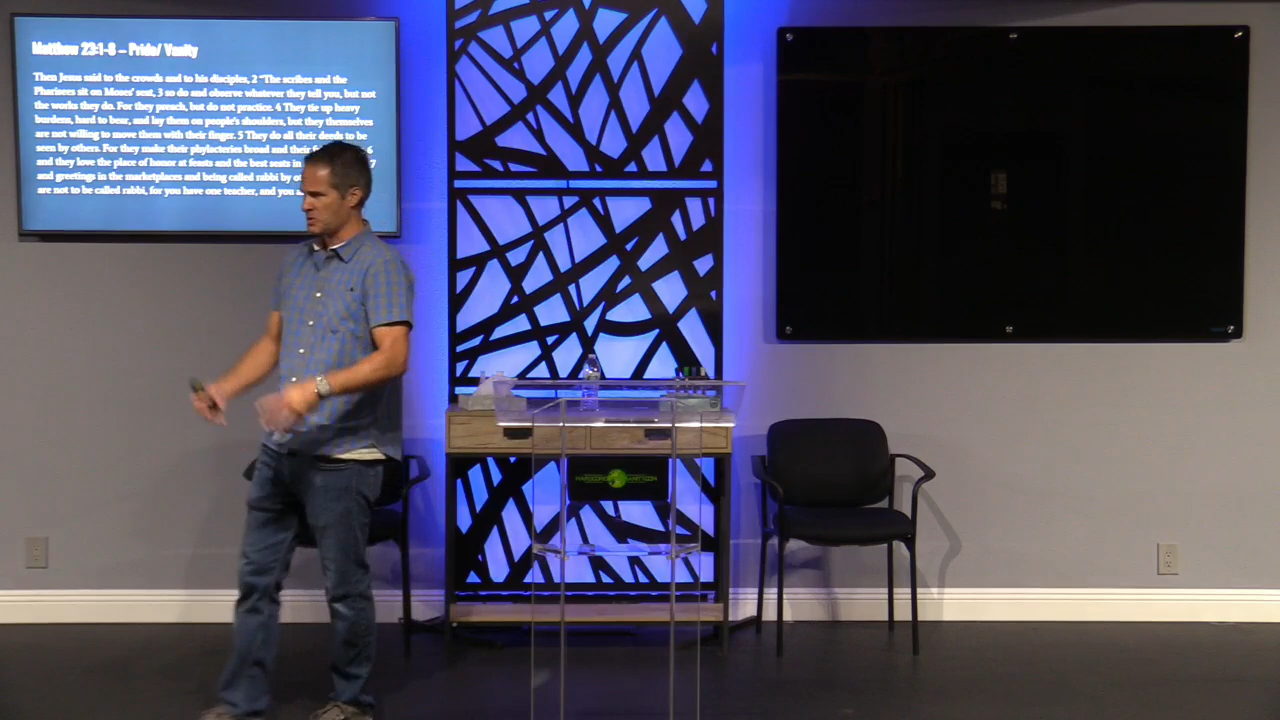 Matthew 23:1-8 – Pride/ Vanity
Then Jesus said to the crowds and to his disciples, 2 "The scribes and the
Pharisees sit on Moses' seat, 3 so do and observe whatever they tell you, but not
the works they do. For they preach, but do not practice. 4 They tie up heavy
burdens, hard to bear, and lay them on people's shoulders, but they themselves
are not willing to move them with their finger. 5 They do all their deeds to be
seen by others. For they make their phylacteries broad and their 6
and they love the place of honor at feasts and the best seats in 7
and greetings in the marketplaces and being called rabbi by
are not to be called rabbi, for you have one teacher, and you